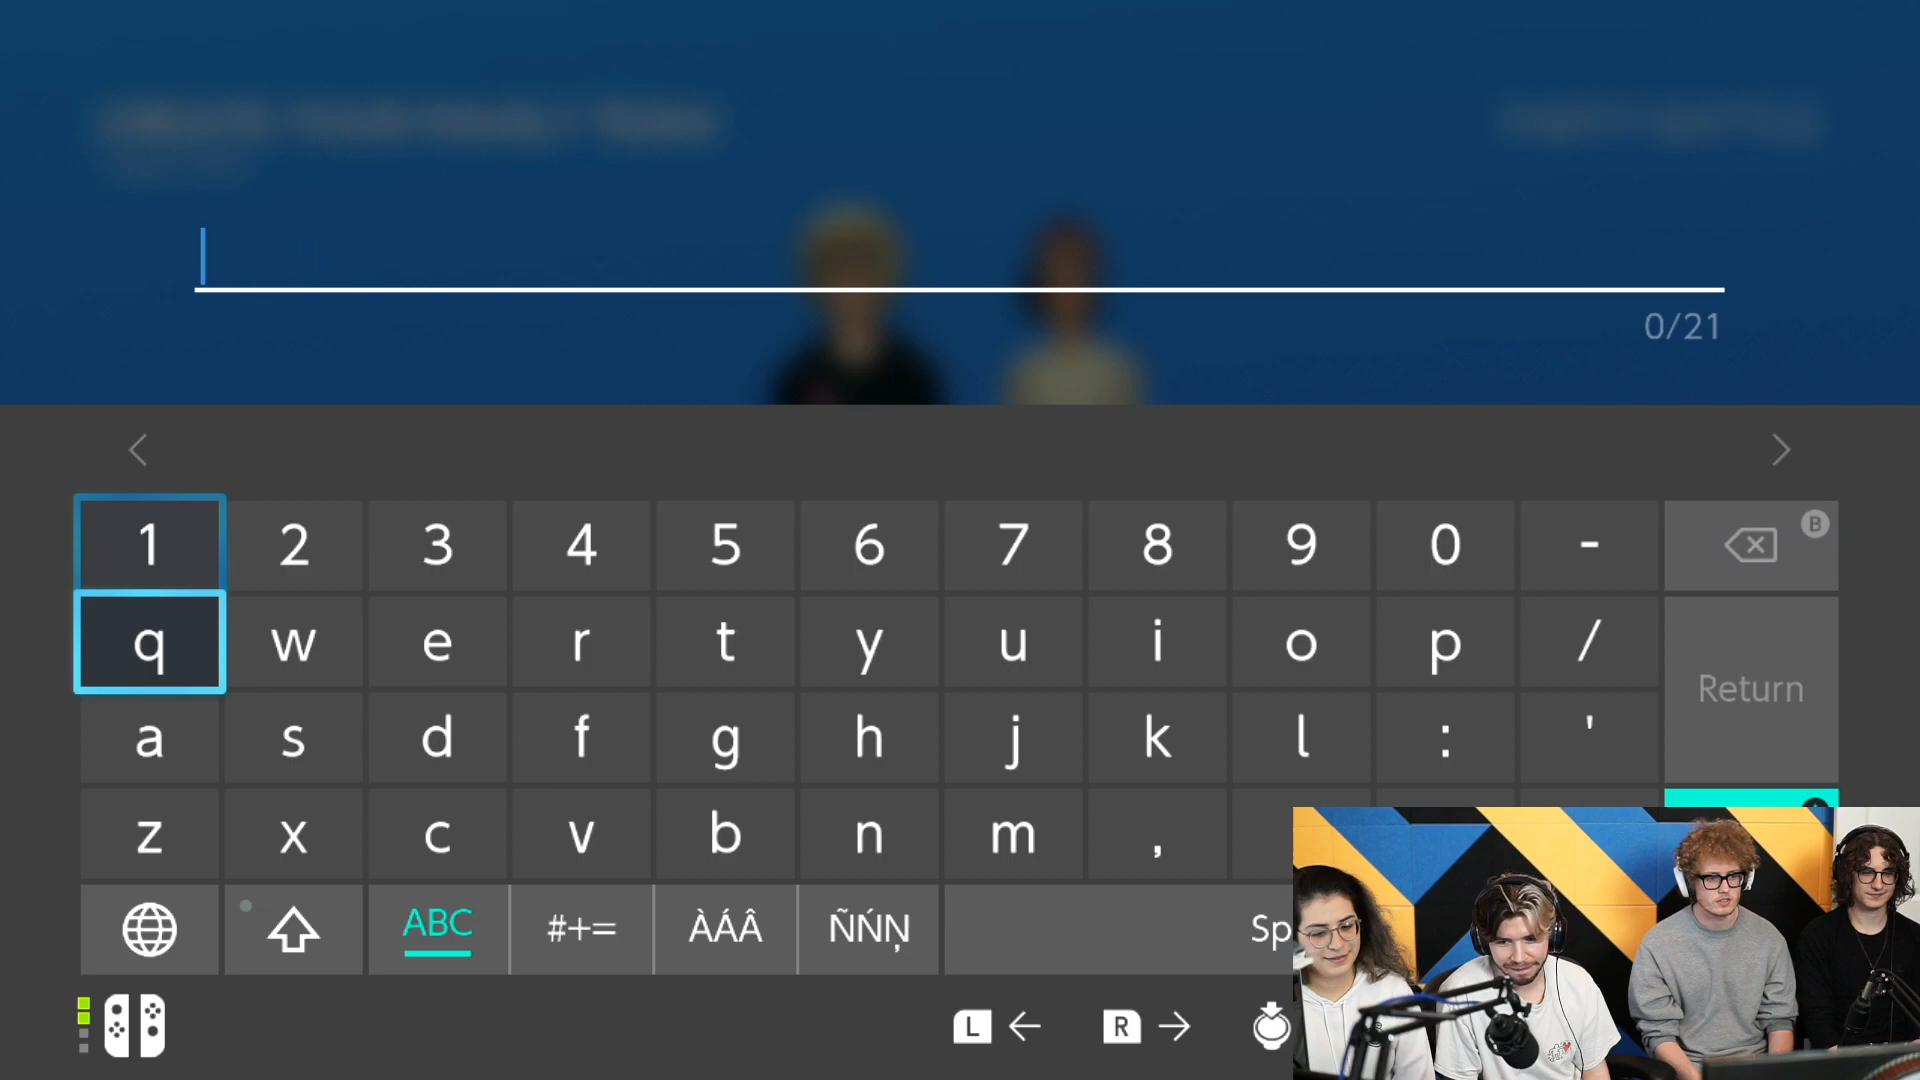 0/21
1 2 3 4 5 6 7 8 9 0 - B
q w e r t y u i o p /
Return
a s d f g h j k l : '
z x c v b n m ,
ABC #+= ÀÁÂ ÑŃŅ Sp
L ← R →